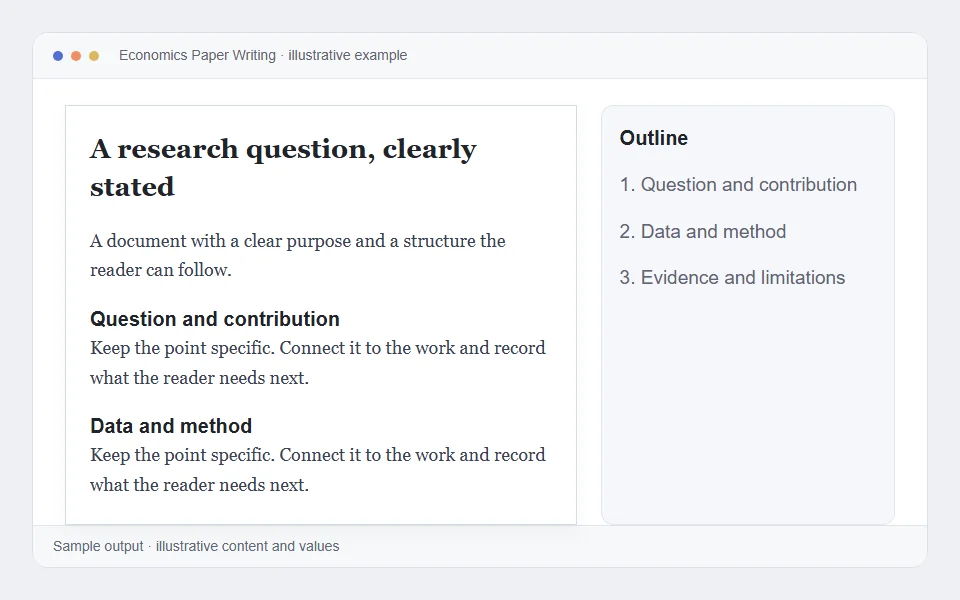 Economics Paper Writing · illustrative example
A research question, clearly
stated
A document with a clear purpose and a structure the
reader can follow.
Question and contribution
Keep the point specific. Connect it to the work and record
what the reader needs next.
Data and method
Keep the point specific. Connect it to the work and record
what the reader needs next.
Outline
1. Question and contribution
2. Data and method
3. Evidence and limitations
Sample output · illustrative content and values